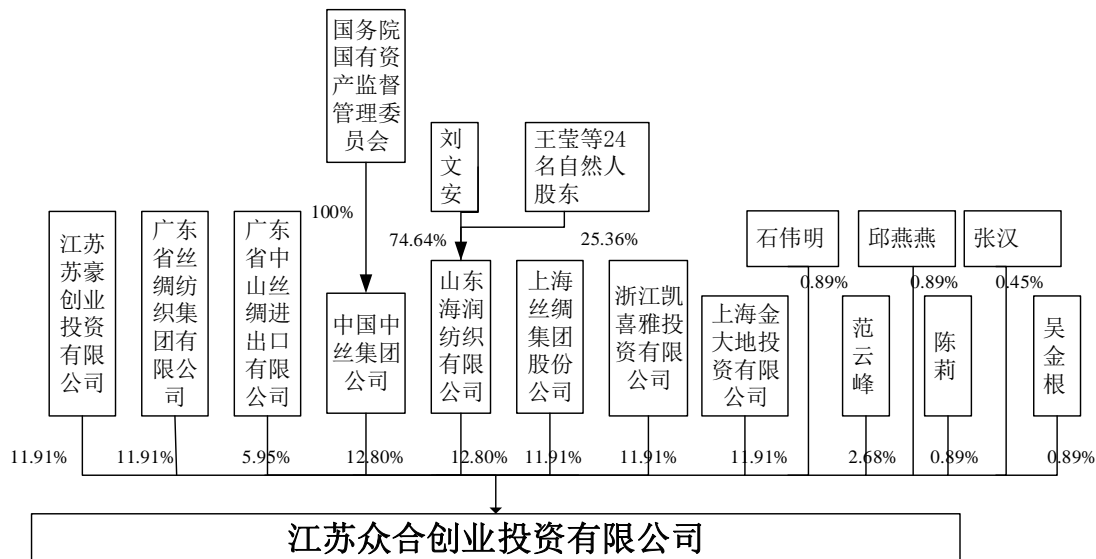 国务院
国有资
产监督
管理委
员会
刘
文
安
王莹等24
名自然人
股东
100%
74.64%
25.36%
江苏
苏豪
创业
投资
有限
公司
广东
省丝
绸纺
织集
团有
限公
司
广东
省中
山丝
绸进
出口
有限
公司
中国中
丝集团
公司
山东
海润
纺织
有限
公司
上海
丝绸
集团
股份
公司
浙江凯
喜雅投
资有限
公司
上海金
大地投
资有限
公司
石伟明
0.89%
范
云
峰
邱燕燕
0.89%
陈
莉
张汉
0.45%
吴
金
根
11.91%
11.91%
5.95%
12.80%
12.80%
11.91%
11.91%
11.91%
2.68%
0.89%
0.89%
江苏众合创业投资有限公司